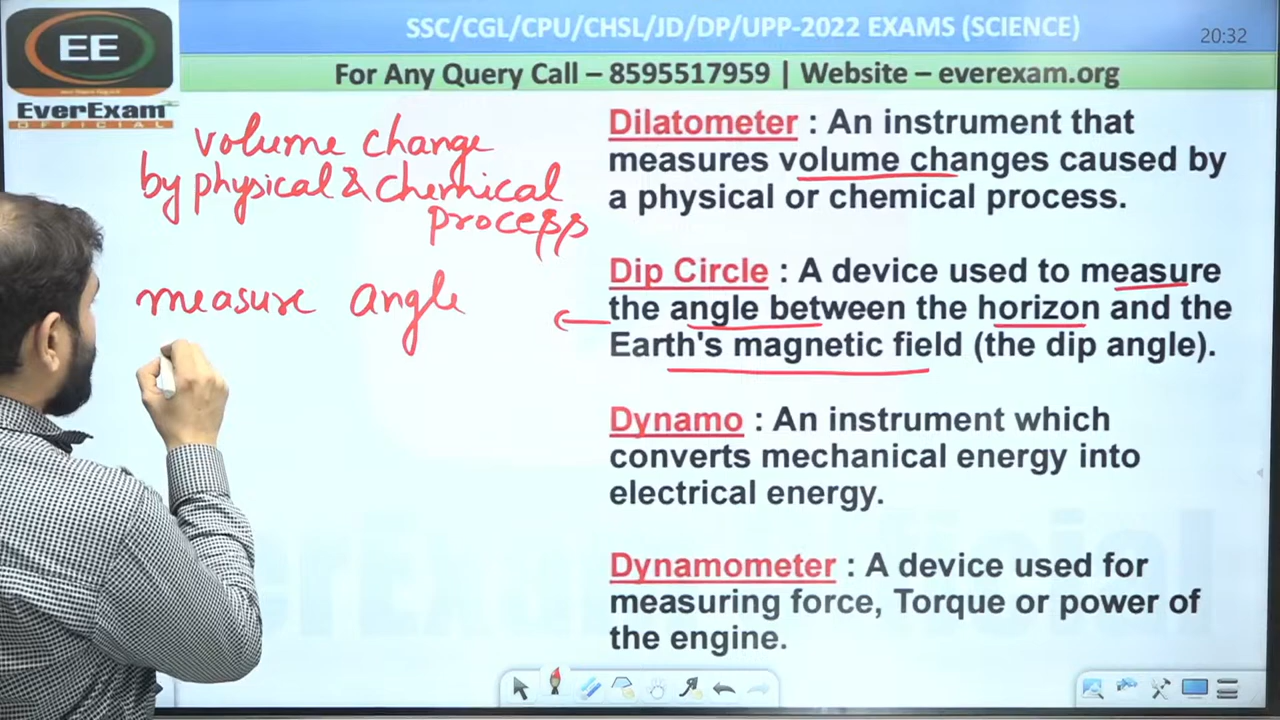 SSC/CGL/CPU/CHSL/JD/DP/UPP-2022 EXAMS (SCIENCE)
20:32
EE
For Any Query Call – 8595517959 | Website – everexam.org
EverExam
OFFICIAL
volume change
by physical & chemical
process
measure angle
Dilatometer : An instrument that
measures volume changes caused by
a physical or chemical process.
Dip Circle : A device used to measure
the angle between the horizon and the
Earth's magnetic field (the dip angle).
Dynamo : An instrument which
converts mechanical energy into
electrical energy.
Dynamometer : A device used for
measuring force, Torque or power of
the engine.